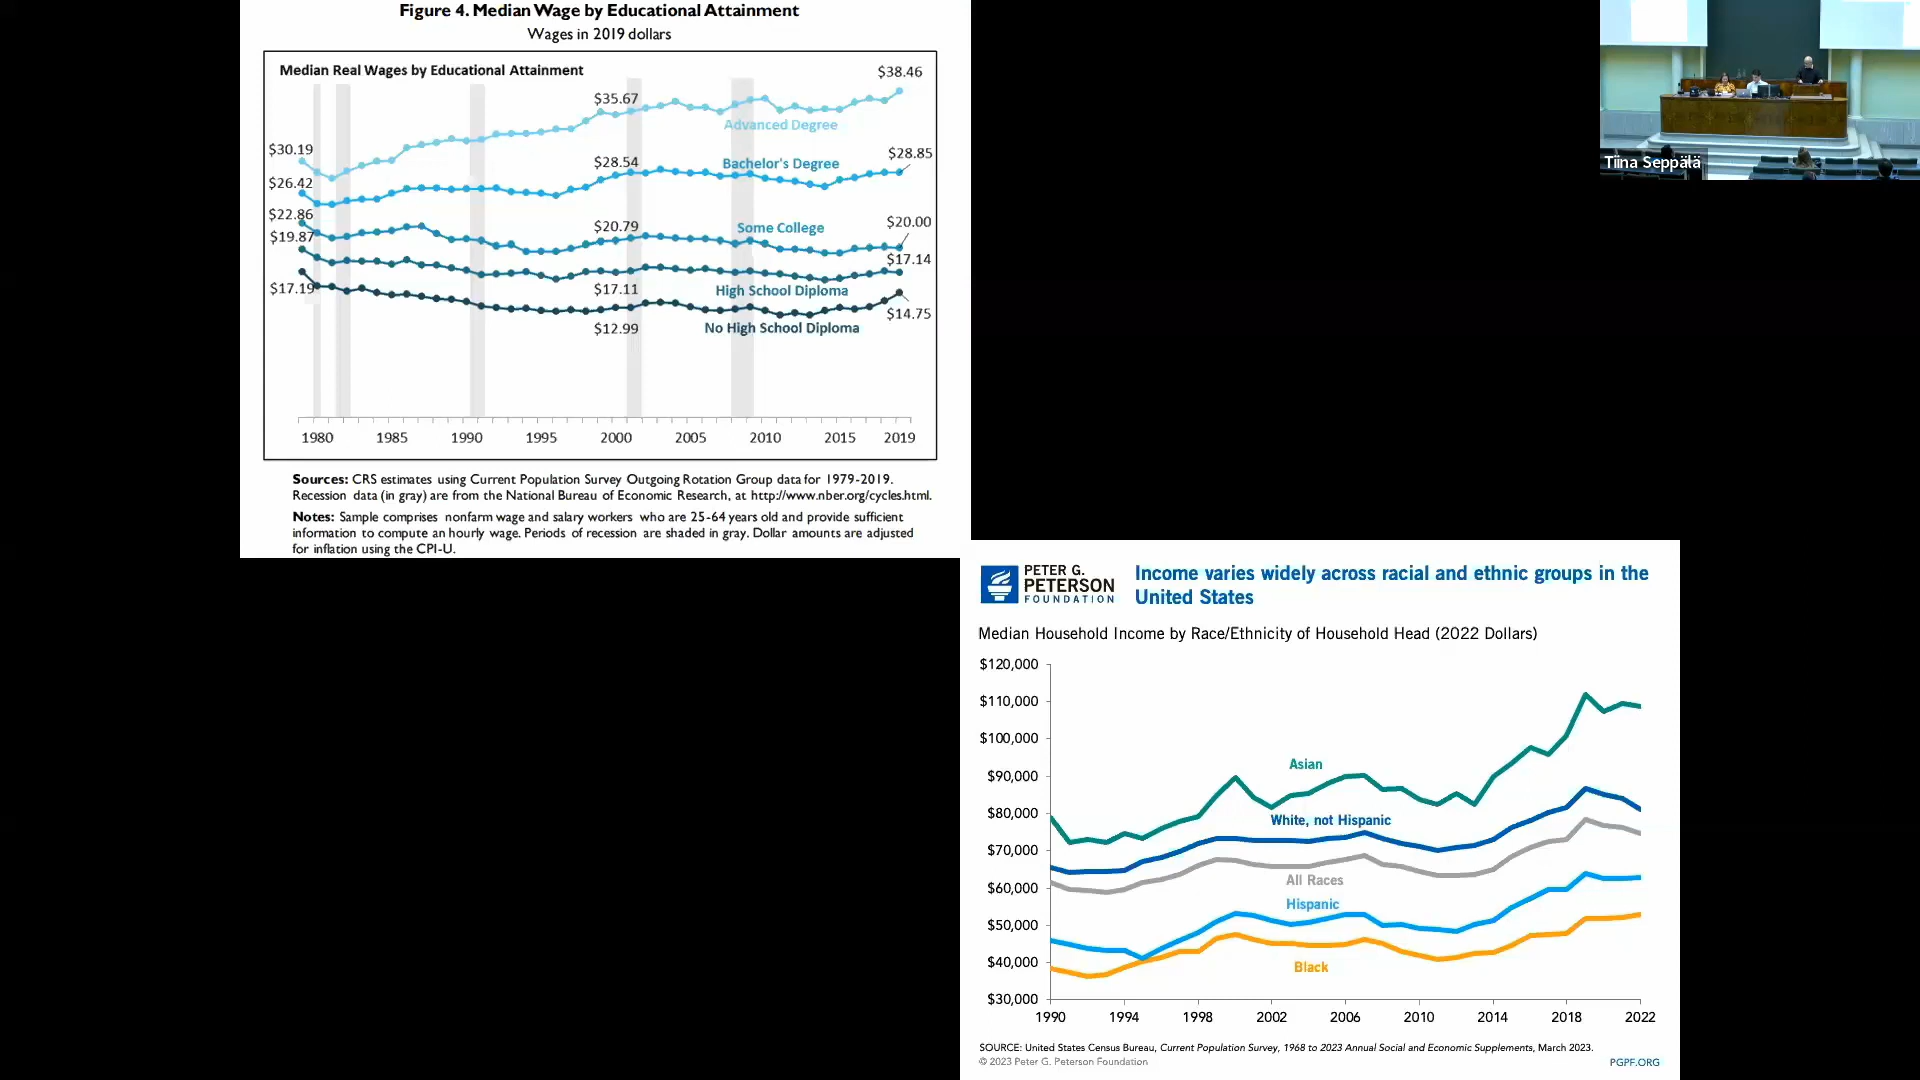 Figure 4. Median Wage by Educational Attainment
Wages in 2019 dollars
Median Real Wages by Educational Attainment
$38.46
$35.67
Advanced Degree
$30.19
$28.85
$28.54
Bachelor's Degree
$26.42
$22.86
$20.79
Some College
$20.00
$19.87
$17.14
$17.19
$17.11
High School Diploma
$14.75
$12.99
No High School Diploma
1980 1985 1990 1995 2000 2005 2010 2015 2019
Sources: CRS estimates using Current Population Survey Outgoing Rotation Group data for 1979-2019.
Recession data (in gray) are from the National Bureau of Economic Research, at http://www.nber.org/cycles.html.
Notes: Sample comprises nonfarm wage and salary workers who are 25-64 years old and provide sufficient
information to compute an hourly wage. Periods of recession are shaded in gray. Dollar amounts are adjusted
for inflation using the CPI-U.
Tiina Seppälä
PETER G.
PETERSON
FOUNDATION
Income varies widely across racial and ethnic groups in the
United States
Median Household Income by Race/Ethnicity of Household Head (2022 Dollars)
$120,000
$110,000
$100,000
$90,000
$80,000
$70,000
$60,000
$50,000
$40,000
$30,000
Asian
White, not Hispanic
All Races
Hispanic
Black
1990 1994 1998 2002 2006 2010 2014 2018 2022
SOURCE: United States Census Bureau, Current Population Survey, 1968 to 2023 Annual Social and Economic Supplements, March 2023.
© 2023 Peter G. Peterson Foundation
PGPF.ORG